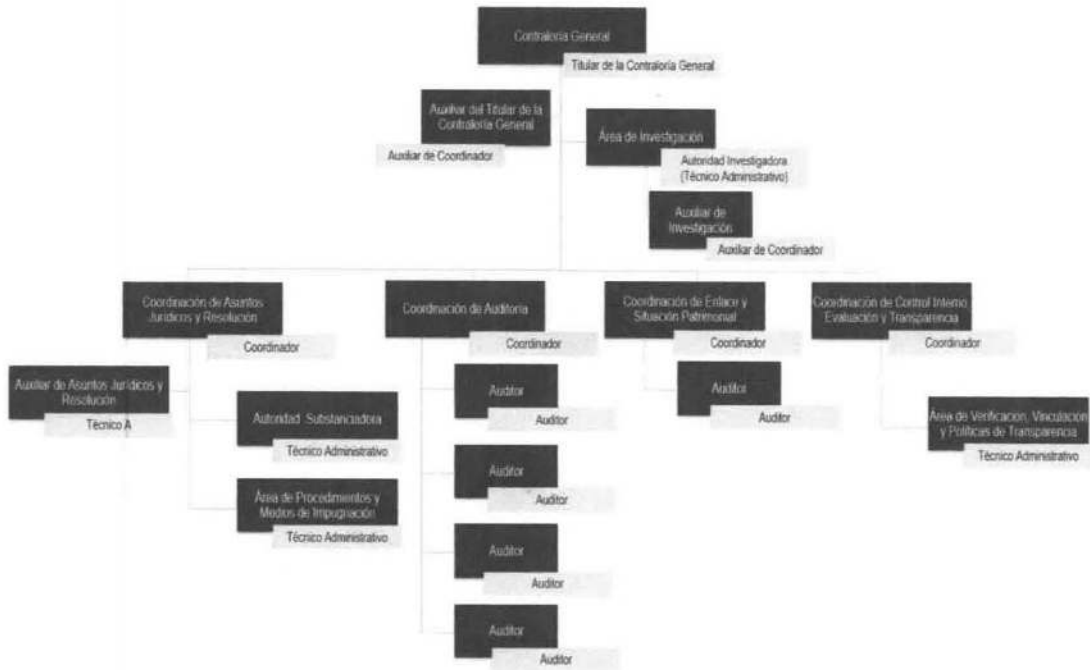 Contraloría General
Titular de la Contraloría General
Auxiliar del Titular de la
Contraloría General
Auxiliar de Coordinador
Área de Investigación
Autoridad Investigadora
(Técnico Administrativo)
Auxiliar de
Investigación
Auxiliar de Coordinador
Coordinación de Asuntos
Jurídicos y Resolución
Coordinador
Coordinación de Auditoría
Coordinador
Coordinación de Enlace y
Situación Patrimonial
Coordinador
Coordinación de Control Interno
Evaluación y Transparencia
Coordinador
Auxiliar de Asuntos Jurídicos y
Resolución
Técnico A
Autoridad Substanciadora
Técnico Administrativo
Área de Procedimientos y
Medios de Impugnación
Técnico Administrativo
Auditor
Auditor
Auditor
Auditor
Auditor
Auditor
Auditor
Auditor
Auditor
Auditor
Área de Verificación, Vinculación
y Políticas de Transparencia
Técnico Administrativo